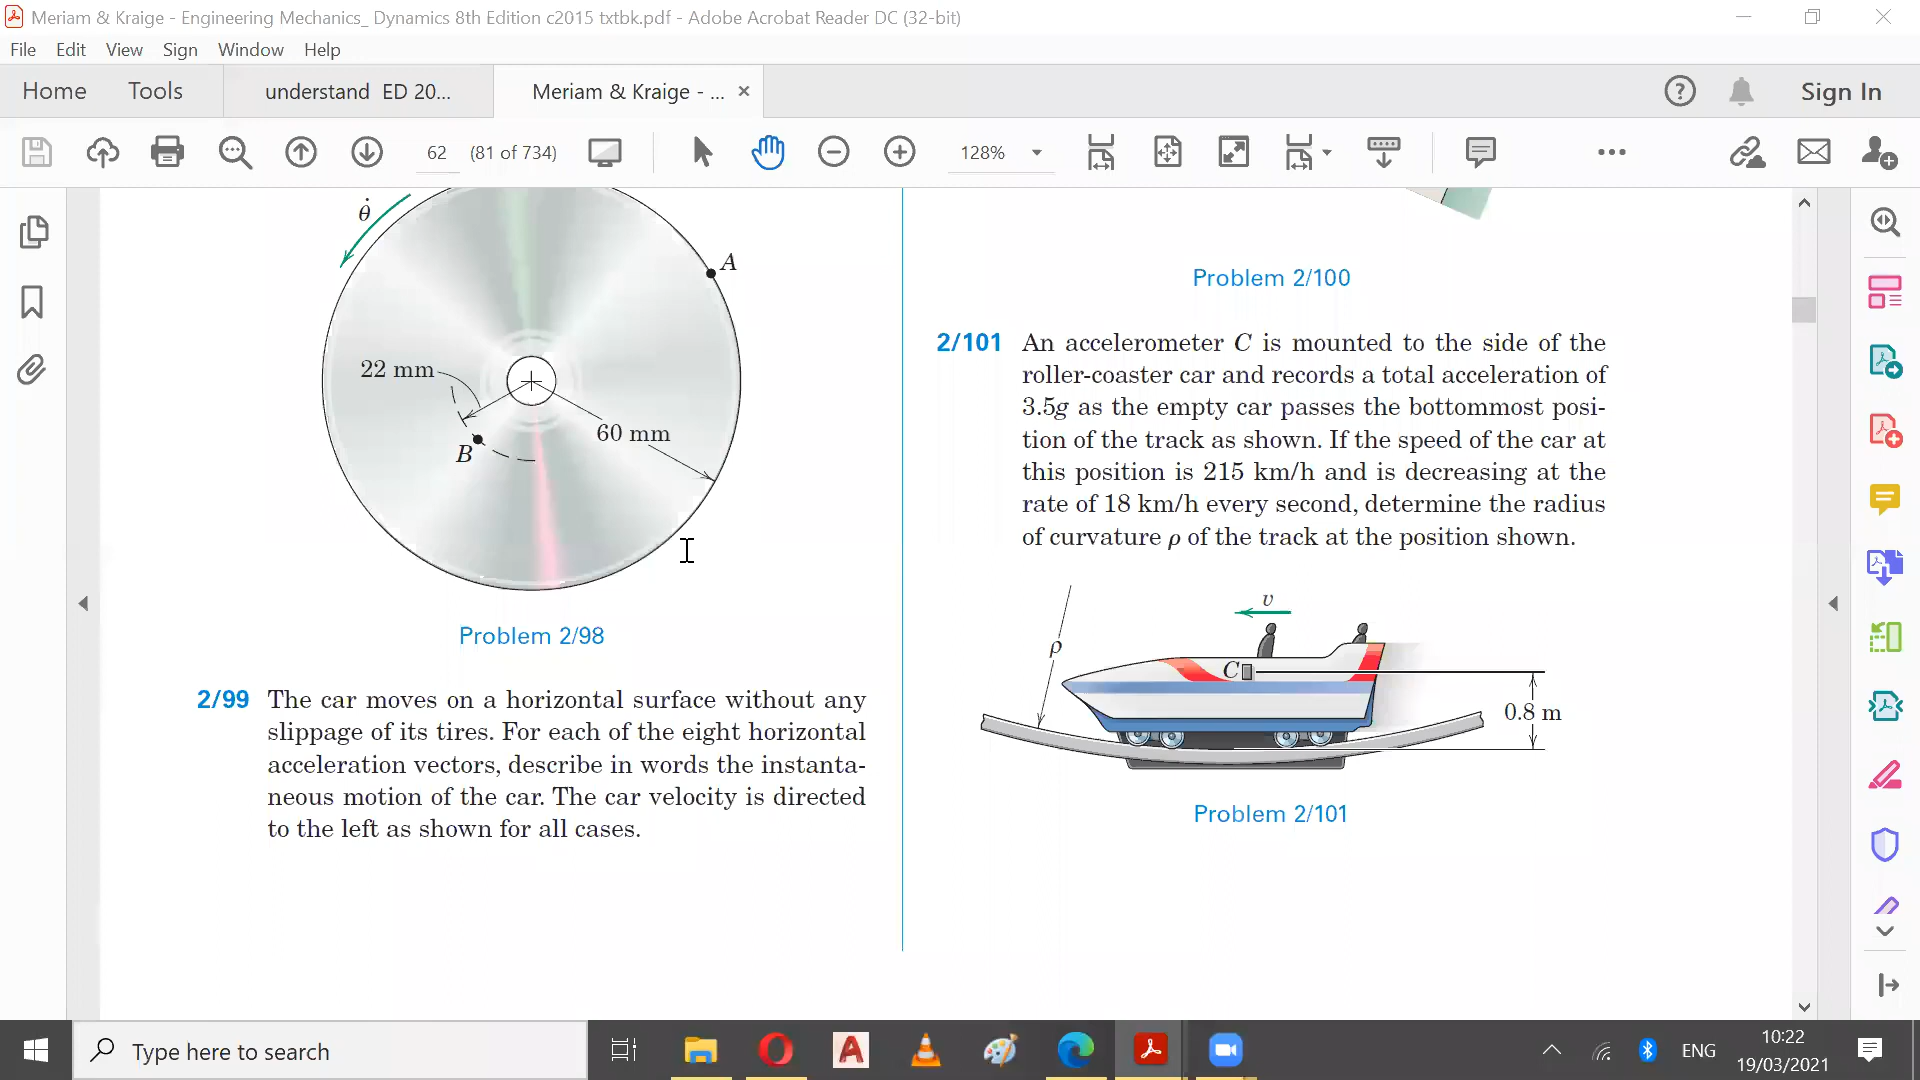 Meriam & Kraige - Engineering Mechanics_ Dynamics 8th Edition c2015 txtbk.pdf - Adobe Acrobat Reader DC (32-bit)
File Edit View Sign Window Help
Home Tools understand ED 20... Meriam & Kraige - ... × Sign In
62 (81 of 734) 128%
θ̇
A
22 mm
60 mm
B
Problem 2/98
2/99 The car moves on a horizontal surface without any
slippage of its tires. For each of the eight horizontal
acceleration vectors, describe in words the instanta-
neous motion of the car. The car velocity is directed
to the left as shown for all cases.
Problem 2/100
2/101 An accelerometer C is mounted to the side of the
roller-coaster car and records a total acceleration of
3.5g as the empty car passes the bottommost posi-
tion of the track as shown. If the speed of the car at
this position is 215 km/h and is decreasing at the
rate of 18 km/h every second, determine the radius
of curvature ρ of the track at the position shown.
v
ρ
C
0.8 m
Problem 2/101
Type here to search
ENG
10:22
19/03/2021